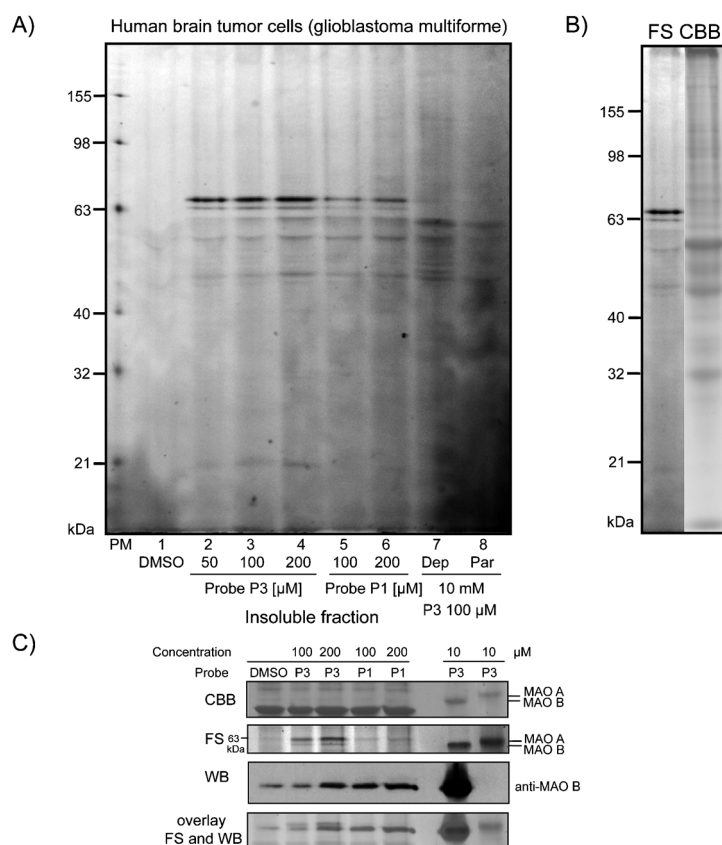 A)
Human brain tumor cells (glioblastoma multiforme)
155
98
63
40
32
21
kDa
PM 1 2 3 4 5 6 7 8
DMSO 50 100 200 100 200 Dep Par
Probe P3 [µM] Probe P1 [µM] 10 mM
P3 100 µM
Insoluble fraction
B)
FS CBB
155
98
63
40
32
21
kDa
C)
Concentration 100 200 100 200 10 10 µM
Probe DMSO P3 P3 P1 P1 P3 P3
CBB
MAO A
MAO B
FS 63
kDa
MAO A
MAO B
WB
anti-MAO B
overlay
FS and WB